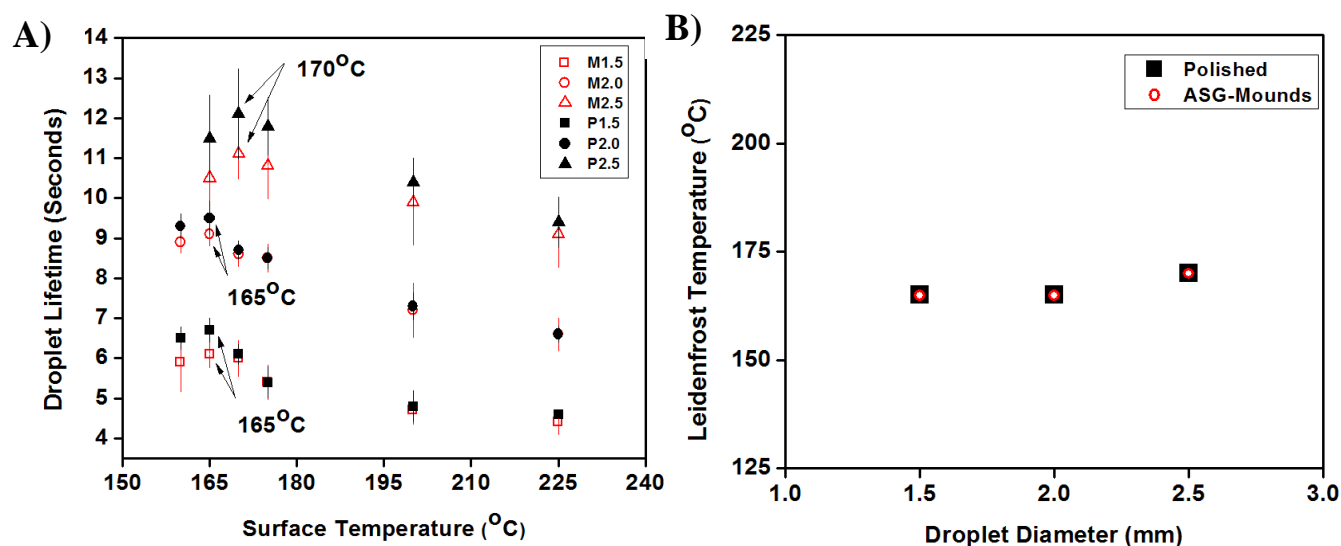 A)
14
13
12
11
10
9
8
7
6
5
4
Droplet Lifetime (Seconds)
170°C
165°C
165°C
M1.5
M2.0
M2.5
P1.5
P2.0
P2.5
150
165
180
195
210
225
240
Surface Temperature (°C)
B)
225
200
175
150
125
Leidenfrost Temperature (°C)
Polished
ASG-Mounds
1.0
1.5
2.0
2.5
3.0
Droplet Diameter (mm)